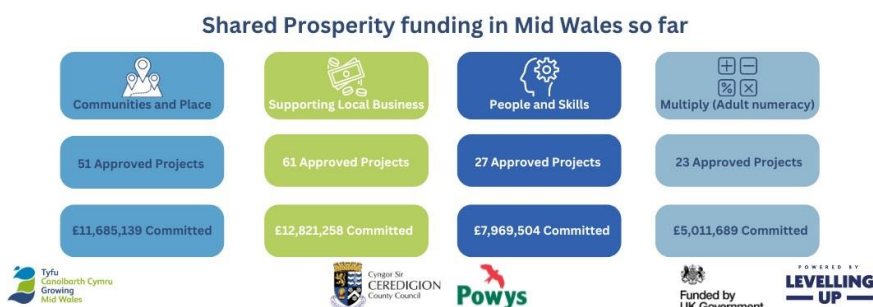 Shared Prosperity funding in Mid Wales so far
Communities and Place
Supporting Local Business
People and Skills
Multiply (Adult numeracy)
51 Approved Projects
61 Approved Projects
27 Approved Projects
23 Approved Projects
£11,685,139 Committed
£12,821,258 Committed
£7,969,504 Committed
£5,011,689 Committed
Tyfu
Canolbarth Cymru
Growing
Mid Wales
Cyngor Sir
CEREDIGION
County Council
Powys
Funded by
UK Government
POWERED BY
LEVELLING
UP